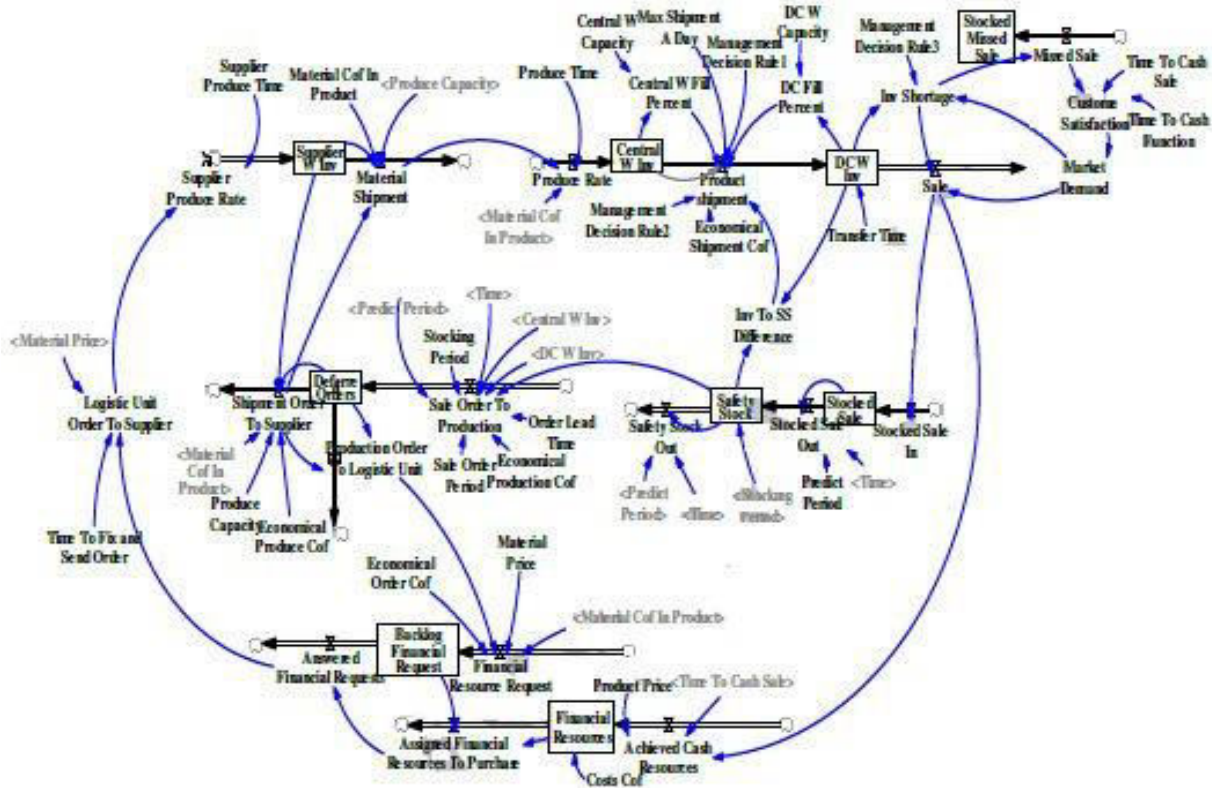 Supplier
Produce Time
Material Cof In
Product
<Produce Capacity>
Produce Time
Central W
Capacity
Max Shipment
A Day
Management
Decision Rule1
DC W
Capacity
Management
Decision Rule3
Stocked
Missed
Sale
Missed Sale
Time To Cash
Sale
Central W Fill
Percent
DC Fill
Percent
Inv Shortage
Custome
Satisfaction
Time To Cash
Function
Supplier
W Inv
Central
W Inv
DCW
Inv
Supplier
Produce Rate
Material
Shipment
Produce Rate
Product
shipment
Sale
Market
Demand
<Material Cof
In Product>
Management
Decision Rule2
Economical
Shipment Cof
Transfer Time
<Predict Period>
<Time>
<Central W Inv>
Inv To SS
Difference
<Material Price>
Stocking
Period
<DC W Inv>
Logistic Unit
Order To Supplier
Shipment Order
To Supplier
Deferre
Orders
Sale Order To
Production
Order Lead
Time
Safety Stock
Out
Safety
Stock
Stocked Sale
Out
Stocked
Sale
Stocked Sale
In
<Material
Cof In
Product>
Production Order
To Logistic Unit
Sale Order
Period
Economical
Production Cof
<Predict
Period>
<Time>
<Stocking
Period>
Predict
Period
<Time>
Produce
Capacity
Economical
Produce Cof
Time To Fix and
Send Order
Economical
Order Cof
Material
Price
<Material Cof In Product>
Answered
Financial Requests
Backlog
Financial
Request
Financial
Resource Request
Product Price
<Time To Cash Sale>
Assigned Financial
Resources To Purchase
Financial
Resources
Achieved Cash
Resources
Costs Cof